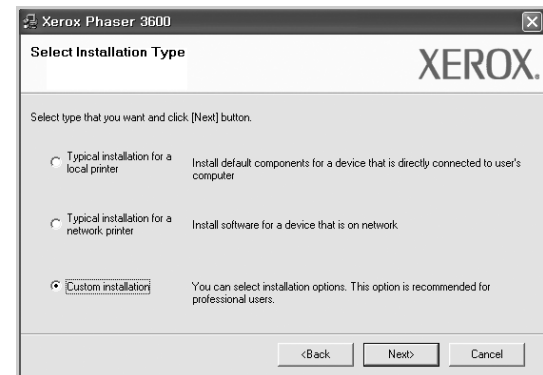 Xerox Phaser 3600
Select Installation Type
XEROX.
Select type that you want and click [Next] button.
Typical installation for a
local printer
Install default components for a device that is directly connected to user's
computer
Typical installation for a
network printer
Install software for a device that is on network
Custom installation
You can select installation options. This option is recommended for
professional users.
<Back
Next>
Cancel